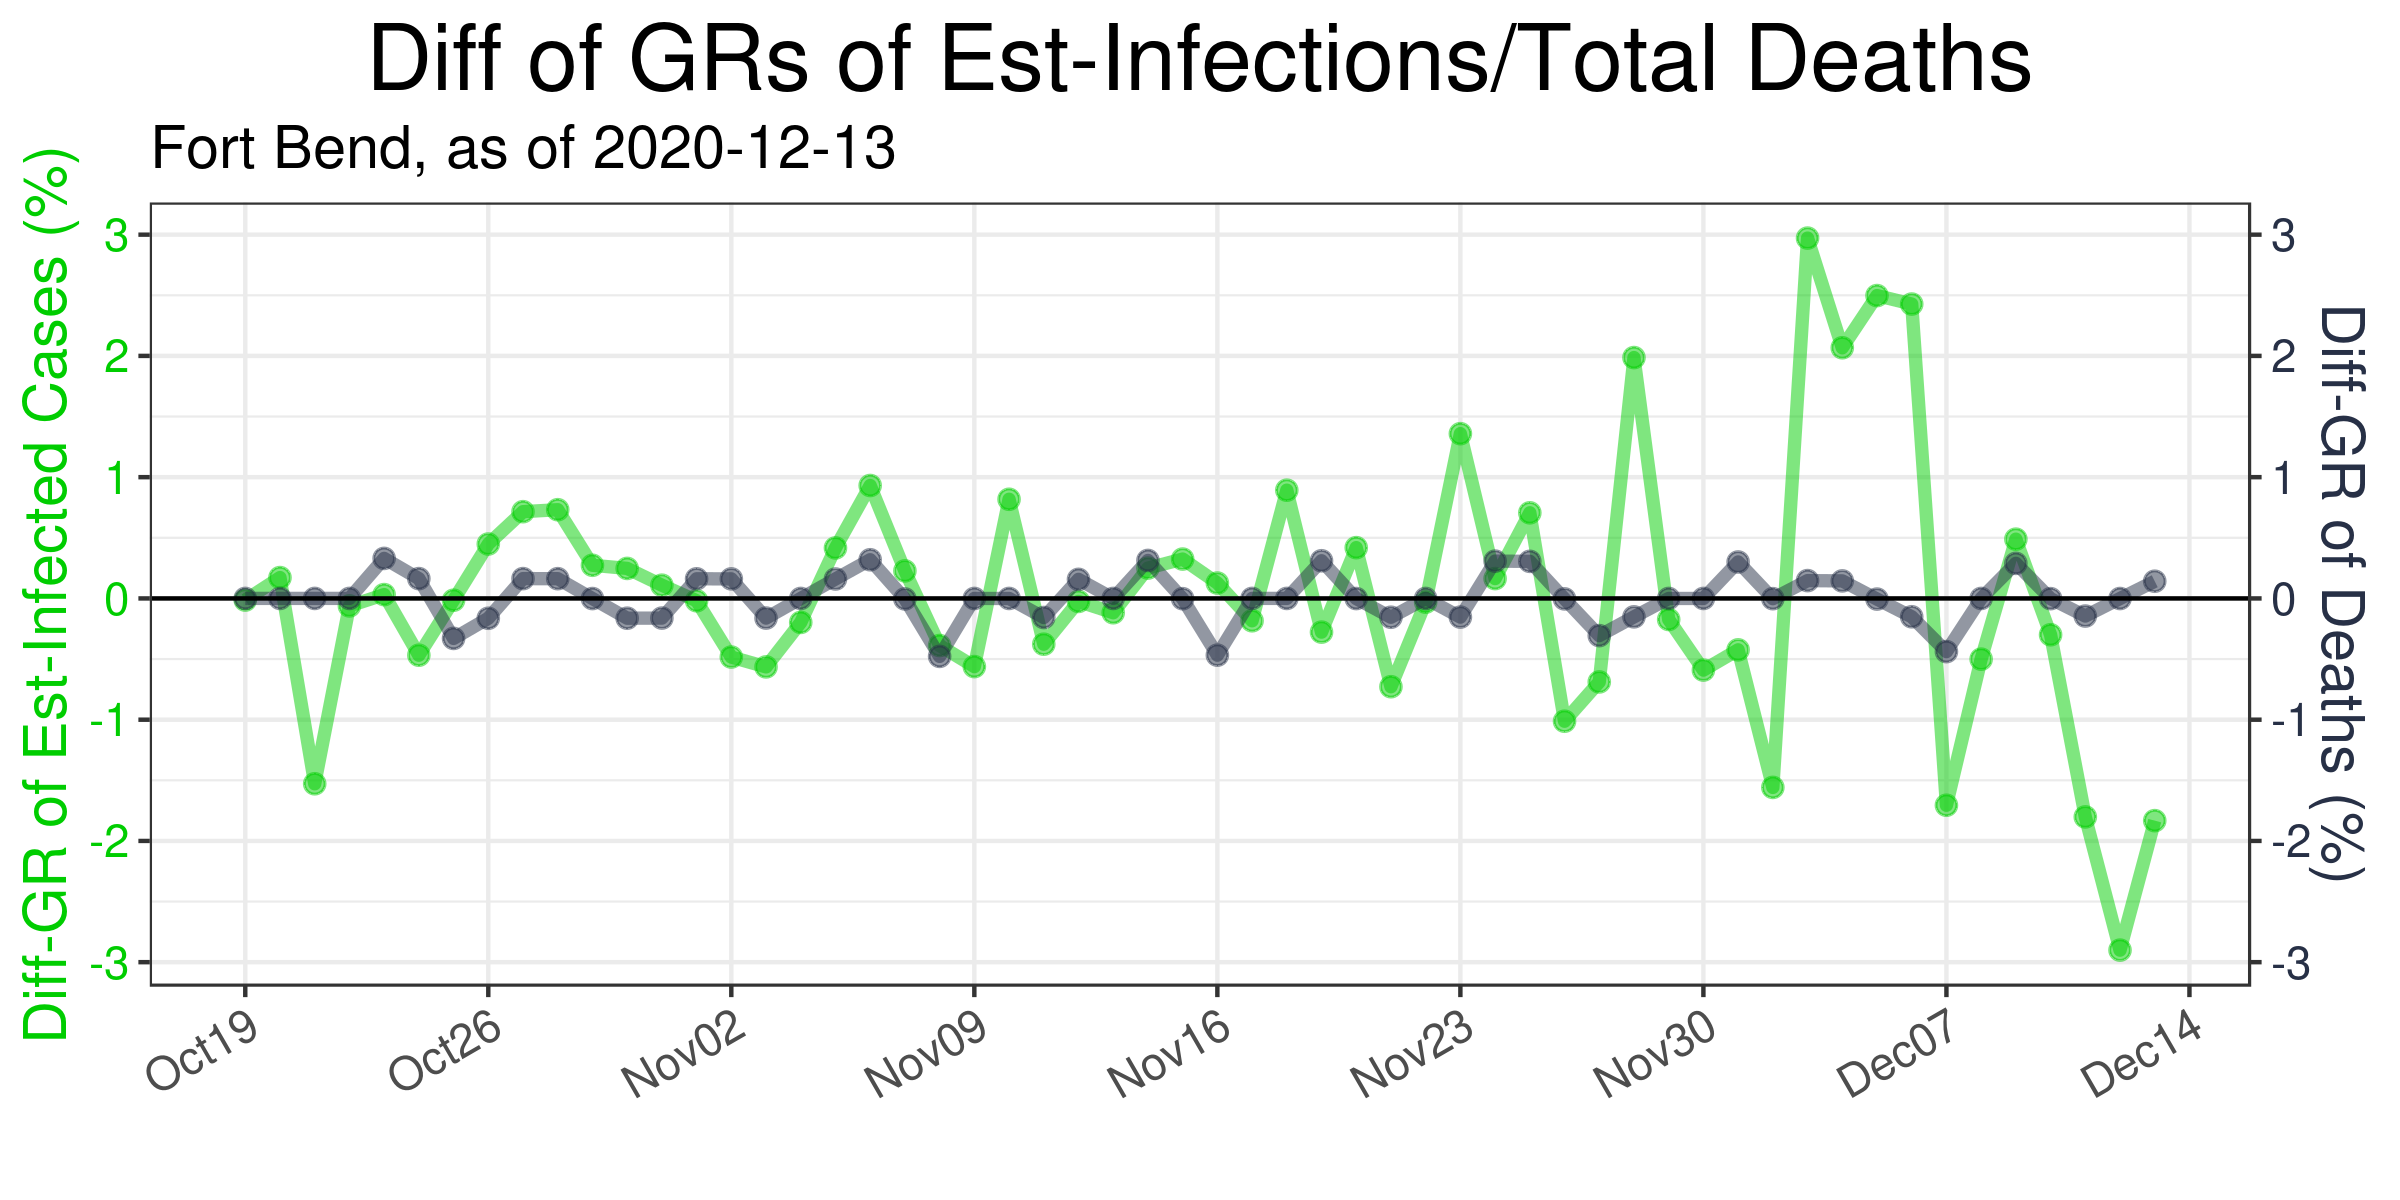 Diff of GRs of Est-Infections/Total Deaths
Fort Bend, as of 2020-12-13
Diff-GR of Est-Infected Cases (%)
3
2
1
0
-1
-2
-3
3
2
1
0
-1
-2
-3
Diff-GR of Deaths (%)
Oct19
Oct26
Nov02
Nov09
Nov16
Nov23
Nov30
Dec07
Dec14